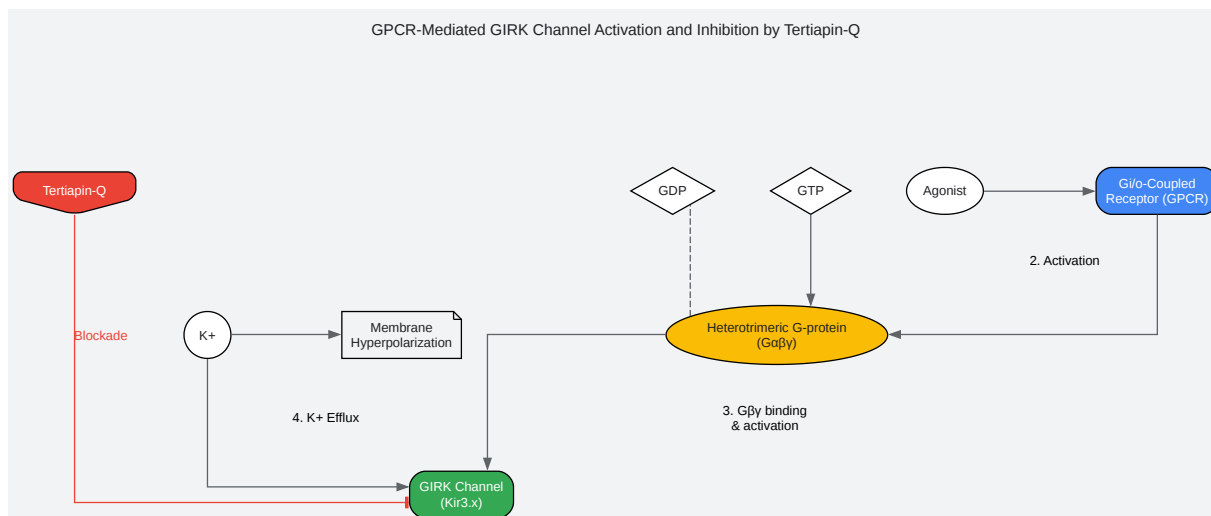 GPCR-Mediated GIRK Channel Activation and Inhibition by Tertiapin-Q
Tertiapin-Q
GDP
GTP
Agonist
Gi/o-Coupled
Receptor (GPCR)
2. Activation
Blockade
K+
Membrane
Hyperpolarization
Heterotrimeric G-protein
(Gαβγ)
4. K+ Efflux
3. Gβγ binding
& activation
GIRK Channel
(Kir3.x)